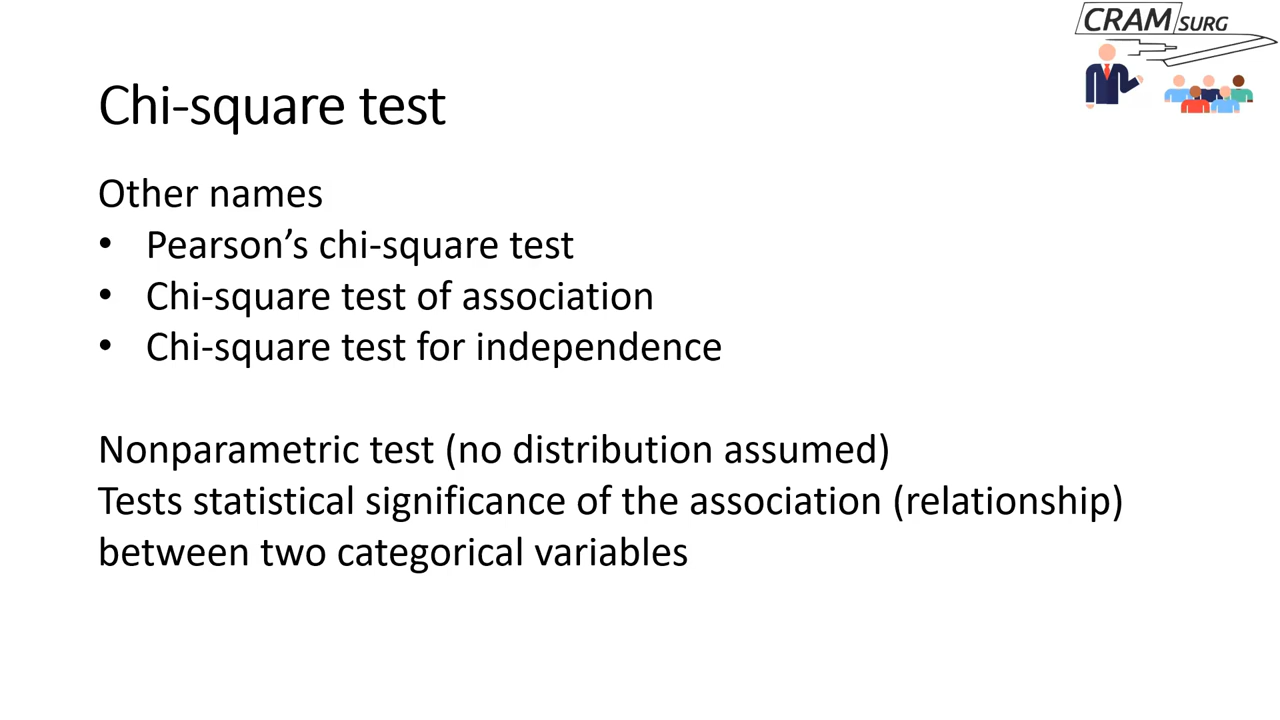 CRAM SURG
Chi-square test
Other names
• Pearson’s chi-square test
• Chi-square test of association
• Chi-square test for independence
Nonparametric test (no distribution assumed)
Tests statistical significance of the association (relationship)
between two categorical variables